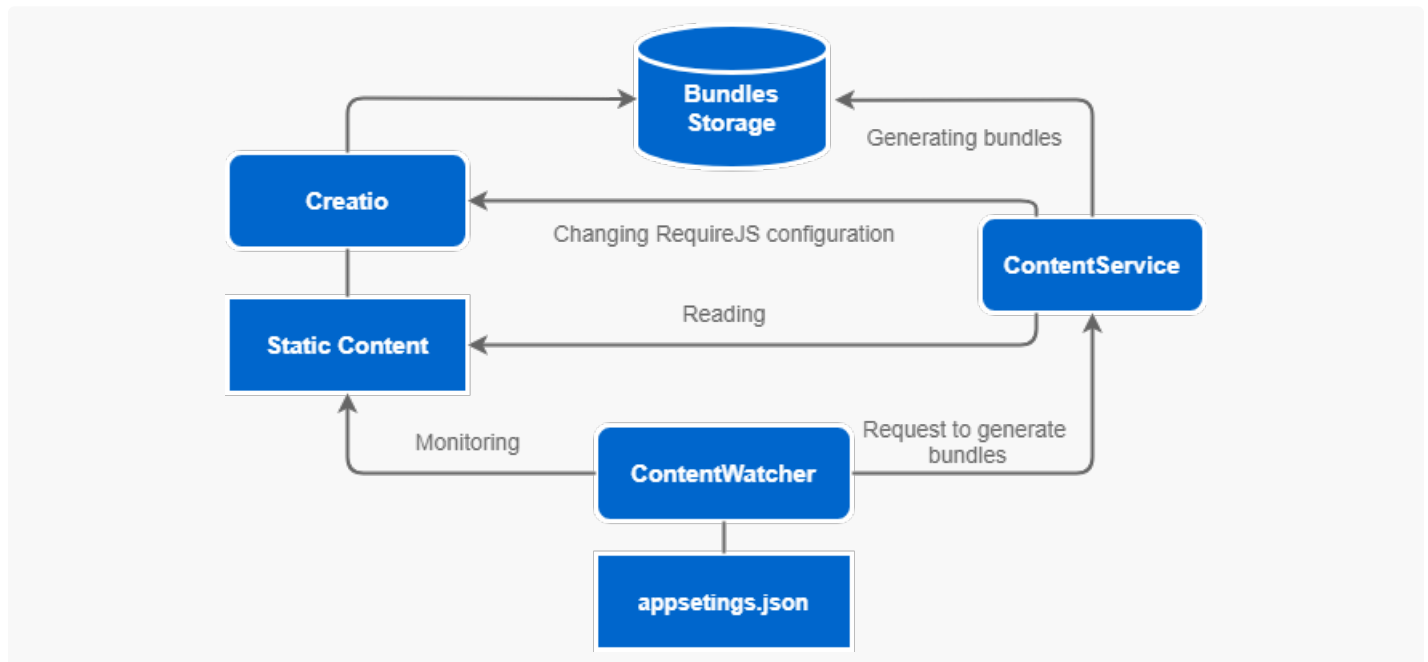 Bundles
Storage
Generating bundles
Creatio
Changing RequireJS configuration
ContentService
Reading
Static Content
Monitoring
Request to generate
bundles
ContentWatcher
appsetings.json